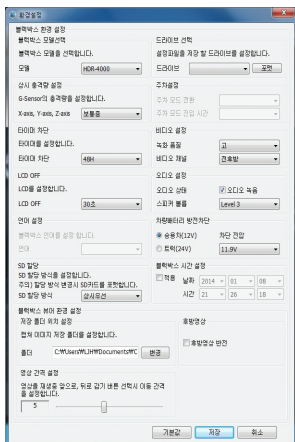 환경설정
블랙박스 환경 설정
블랙박스 모델선택
블랙박스 모델을 선택합니다.
모델 HDR-4000
드라이브 선택
설정파일을 저장 할 드라이브를 설정합니다.
드라이브 포맷
상시 충격량 설정
G-Sensor의 충격량을 설정합니다.
X-axis, Y-axis, Z-axis 보통품
주차설정
주차 모드 전환
주차 모드 전압 시간
타이머 차단
타이머를 설정합니다.
타이머 차단 48H
비디오 설정
녹화 품질 고
비디오 채널 전후방
LCD OFF
LCD를 설정합니다.
LCD OFF 30초
오디오 설정
오디오 상태 오디오 녹음
스피커 볼륨 Level 3
언어 설정
블랙박스 언어를 설정 합니다.
언어
차량배터리 방전차단
승용차(12V) 차단 전압
트럭(24V) 11.9V
SD 할당
SD 할당 방식을 설정합니다.
주의) 할당 방식 변경시 SD카드를 포맷합니다.
SD 할당 방식 상시우선
블랙박스 시간 설정
적용 날짜 2014 - 01 - 08
시간 21 - 26 - 18
블랙박스 뷰어 환경 설정
저장 폴더 위치 설정
캡쳐 이미지 저장 폴더를 설정합니다.
폴더 C:\Users\LJH\Documents\C 변경
후방영상
후방영상 반전
영상 간격 설정
영상을 재생중 앞으로, 뒤로 감기 버튼 선택시 이동 간격
을 설정합니다.
5
기본값 저장 취소